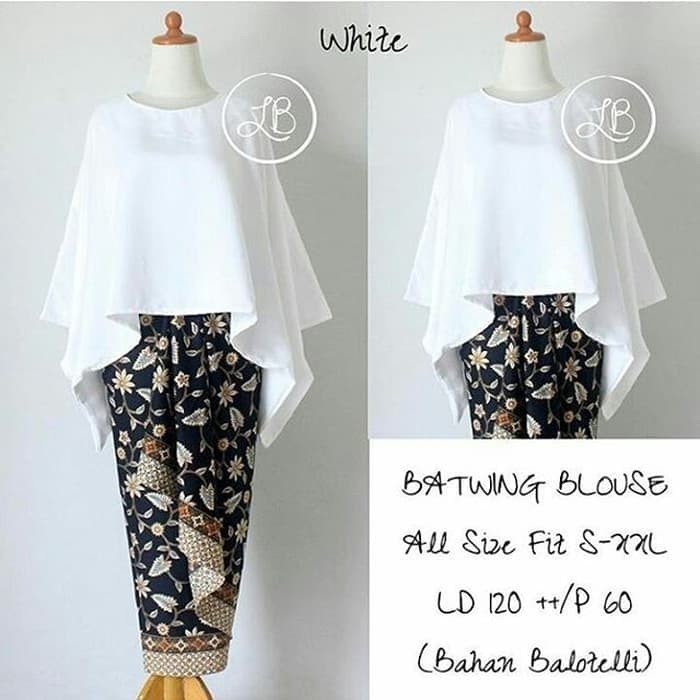 White
LB
LB
BATWING BLOUSE
All Size Fit S-XXL
LD 120 ++/P 60
(Bahan Balotelli)